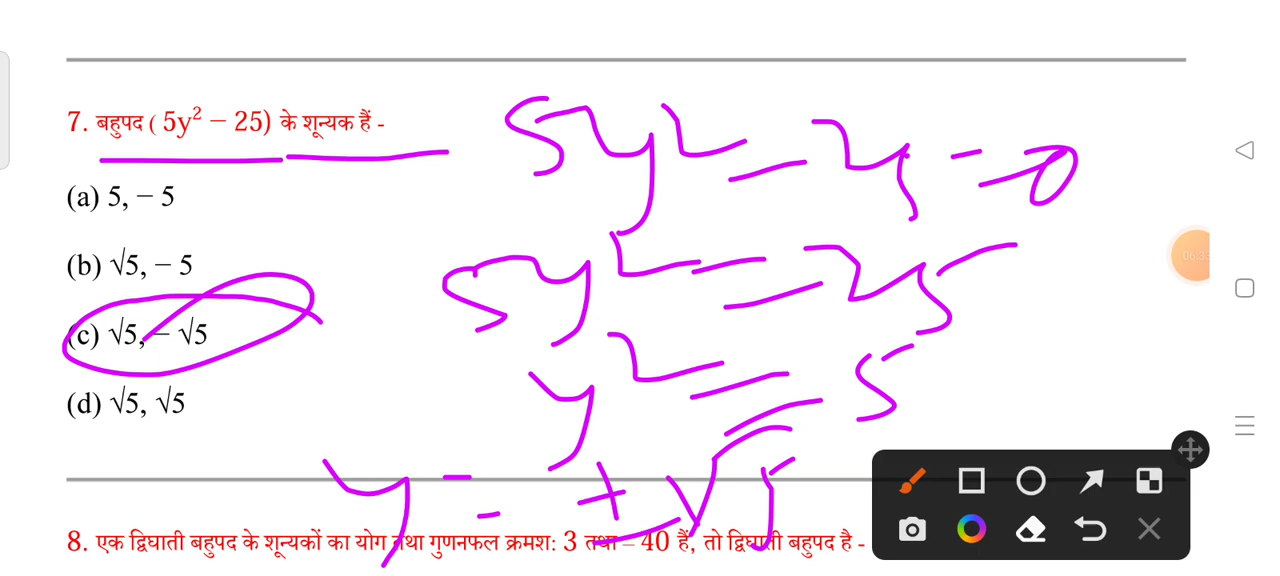 7. बहुपद ( 5y² − 25) के शून्यक हैं -
5y² − 25 = 0
(a) 5, − 5
(b) √5, − 5
5y² = 25
(c) √5, − √5
y² = 5
(d) √5, √5
y = ± √5
8. एक द्विघाती बहुपद के शून्यकों का योग तथा गुणनफल क्रमश: 3 तथा − 40 हैं, तो द्विघाती बहुपद है -